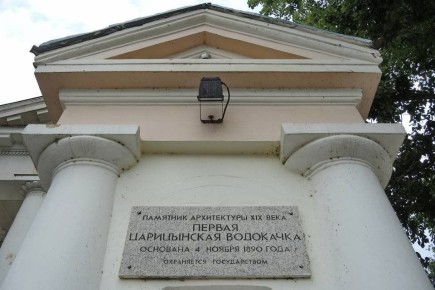 ПАМЯТНИК АРХИТЕКТУРЫ XIX ВЕКА
ПЕРВАЯ
ЦАРИЦЫНСКАЯ ВОДОКАЧКА
ОСНОВАНА 4 НОЯБРЯ 1890 ГОДА
ОХРАНЯЕТСЯ ГОСУДАРСТВОМ